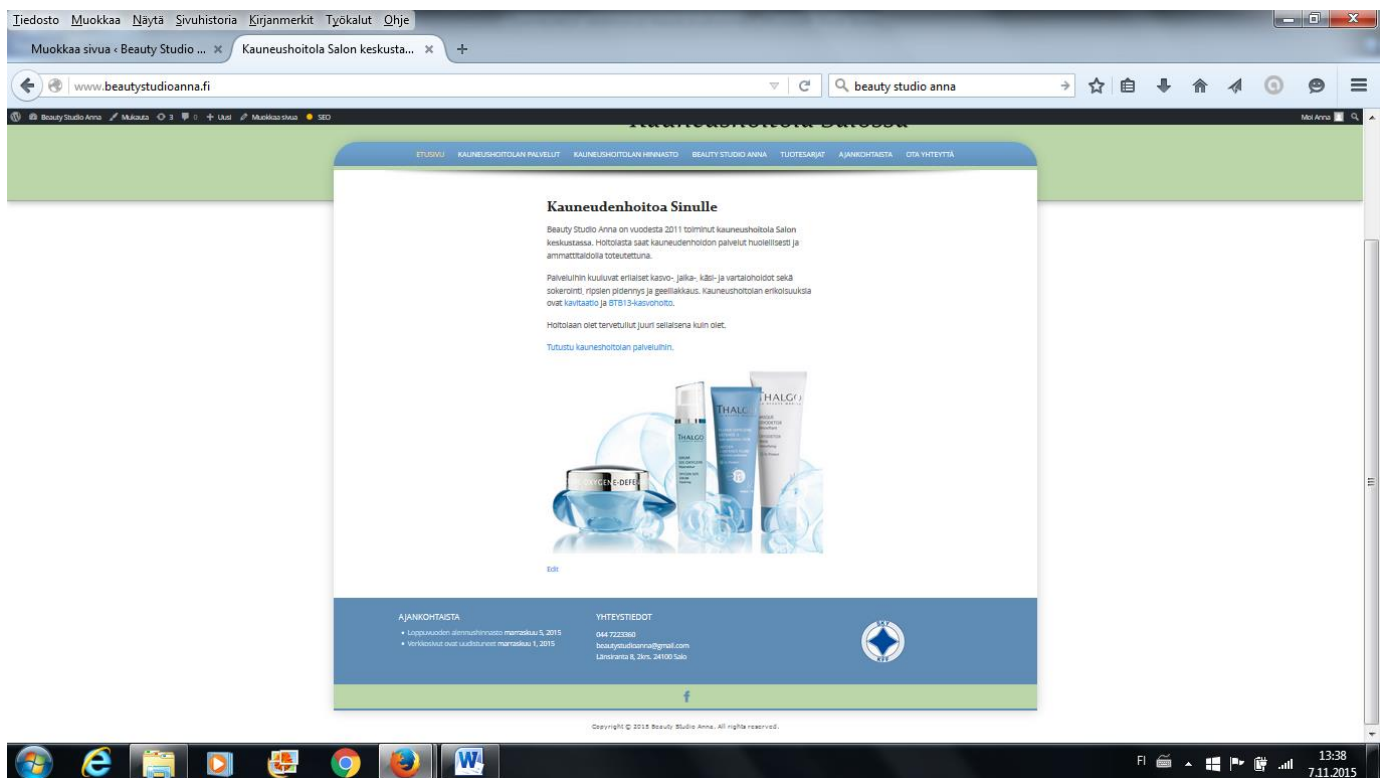 Tiedosto Muokkaa Näytä Sivuhistoria Kirjanmerkit Työkalut Ohje
Muokkaa sivua ‹ Beauty Studio ... × Kauneushoitola Salon keskusta... × +
www.beautystudioanna.fi beauty studio anna
Beauty Studio Anna Mukauta 3 0 + Uusi Muokkaa sivua SEO Moi Anna
Kauneushoitola Salossa
ETUSIVU KAUNEUSHOITOLAN PALVELUT KAUNEUSHOITOLAN HINNASTO BEAUTY STUDIO ANNA TUOTESARJAT AJANKOHTAISTA OTA YHTEYTTÄ
Kauneudenhoitoa Sinulle
Beauty Studio Anna on vuodesta 2011 toiminut kauneushoitola Salon
keskustassa. Hoitolasta saat kauneudenhoidon palvelut huolellisesti ja
ammattitaidolla toteutettuna.
Palveluihin kuuluvat erilaiset kasvo-, jalka-, käsi- ja vartalohoidot sekä
sokerointi, ripsien pidennys ja geelilakkaus. Kauneushoitolan erikoisuuksia
ovat kavitaatio ja BTB13-kasvohoito.
Hoitolaan olet tervetullut juuri sellaisena kuin olet.
Tutustu kauneshoitolan palveluihin.
THALGO
THALGO
THALGO
OXYGENE-DEFE
Edit
AJANKOHTAISTA YHTEYSTIEDOT
• Loppuvuoden alennushinnasto marraskuu 5, 2015
• Verkkosivut ovat uudistuneet marraskuu 1, 2015
044 7223360
beautystudioanna@gmail.com
Länsiranta 8, 2krs. 24100 Salo
Copyright © 2015 Beauty Studio Anna. All rights reserved.
FI
13:38
7.11.2015